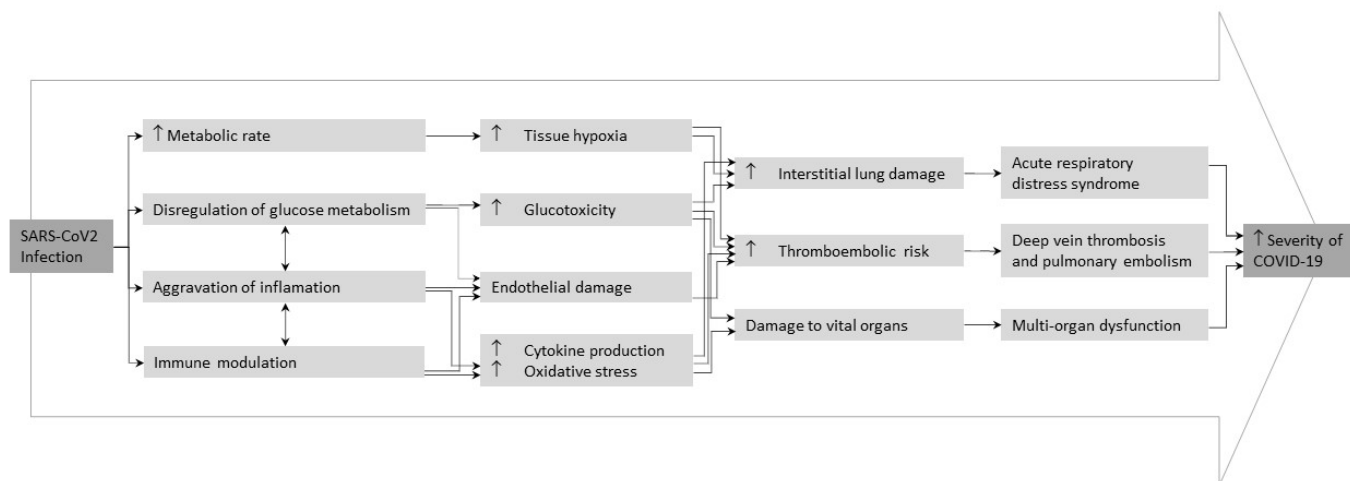 SARS-CoV2
Infection
↑ Metabolic rate
Disregulation of glucose metabolism
Aggravation of inflamation
Immune modulation
↑ Tissue hypoxia
↑ Glucotoxicity
Endothelial damage
↑ Cytokine production
↑ Oxidative stress
↑ Interstitial lung damage
↑ Thromboembolic risk
Damage to vital organs
Acute respiratory
distress syndrome
Deep vein thrombosis
and pulmonary embolism
Multi-organ dysfunction
↑ Severity of
COVID-19